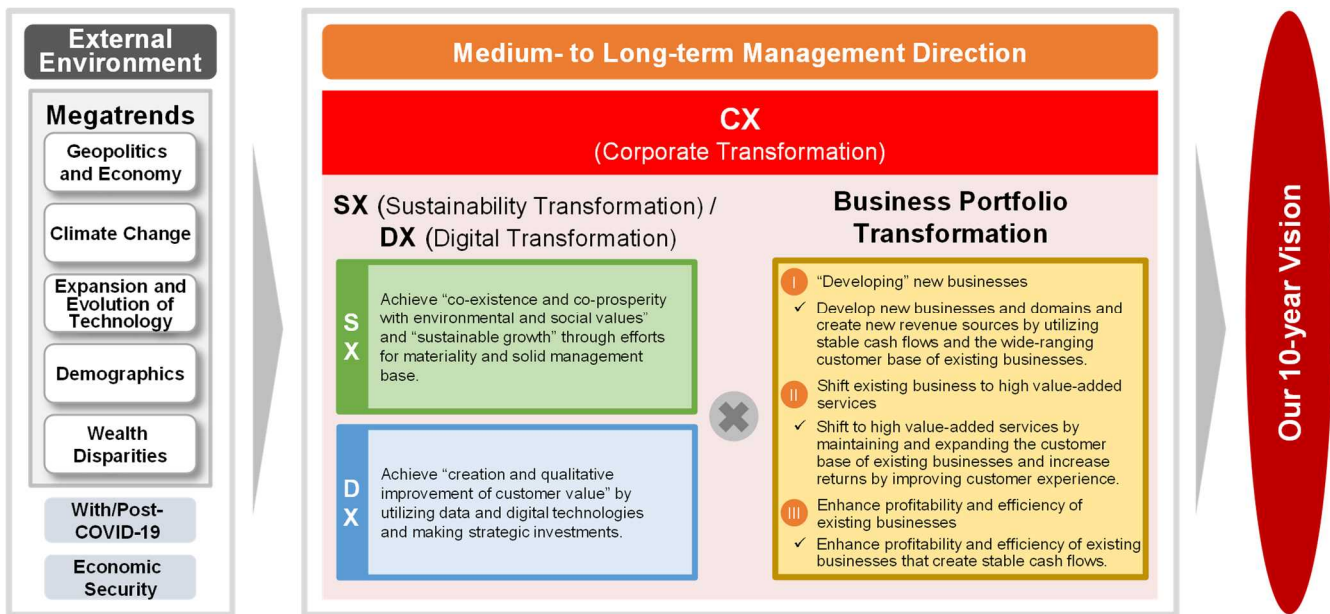 External
Environment
Megatrends
Geopolitics
and Economy
Climate Change
Expansion and
Evolution of
Technology
Demographics
Wealth
Disparities
With/Post-
COVID-19
Economic
Security
Medium- to Long-term Management Direction
CX
(Corporate Transformation)
SX (Sustainability Transformation) /
DX (Digital Transformation)
S
X
Achieve “co-existence and co-prosperity
with environmental and social values”
and “sustainable growth” through efforts
for materiality and solid management
base.
D
X
Achieve “creation and qualitative
improvement of customer value” by
utilizing data and digital technologies
and making strategic investments.
Business Portfolio
Transformation
I “Developing” new businesses
✓ Develop new businesses and domains and
create new revenue sources by utilizing
stable cash flows and the wide-ranging
customer base of existing businesses.
II Shift existing business to high value-added
services
✓ Shift to high value-added services by
maintaining and expanding the customer
base of existing businesses and increase
returns by improving customer experience.
III Enhance profitability and efficiency of
existing businesses
✓ Enhance profitability and efficiency of existing
businesses that create stable cash flows.
Our 10-year Vision